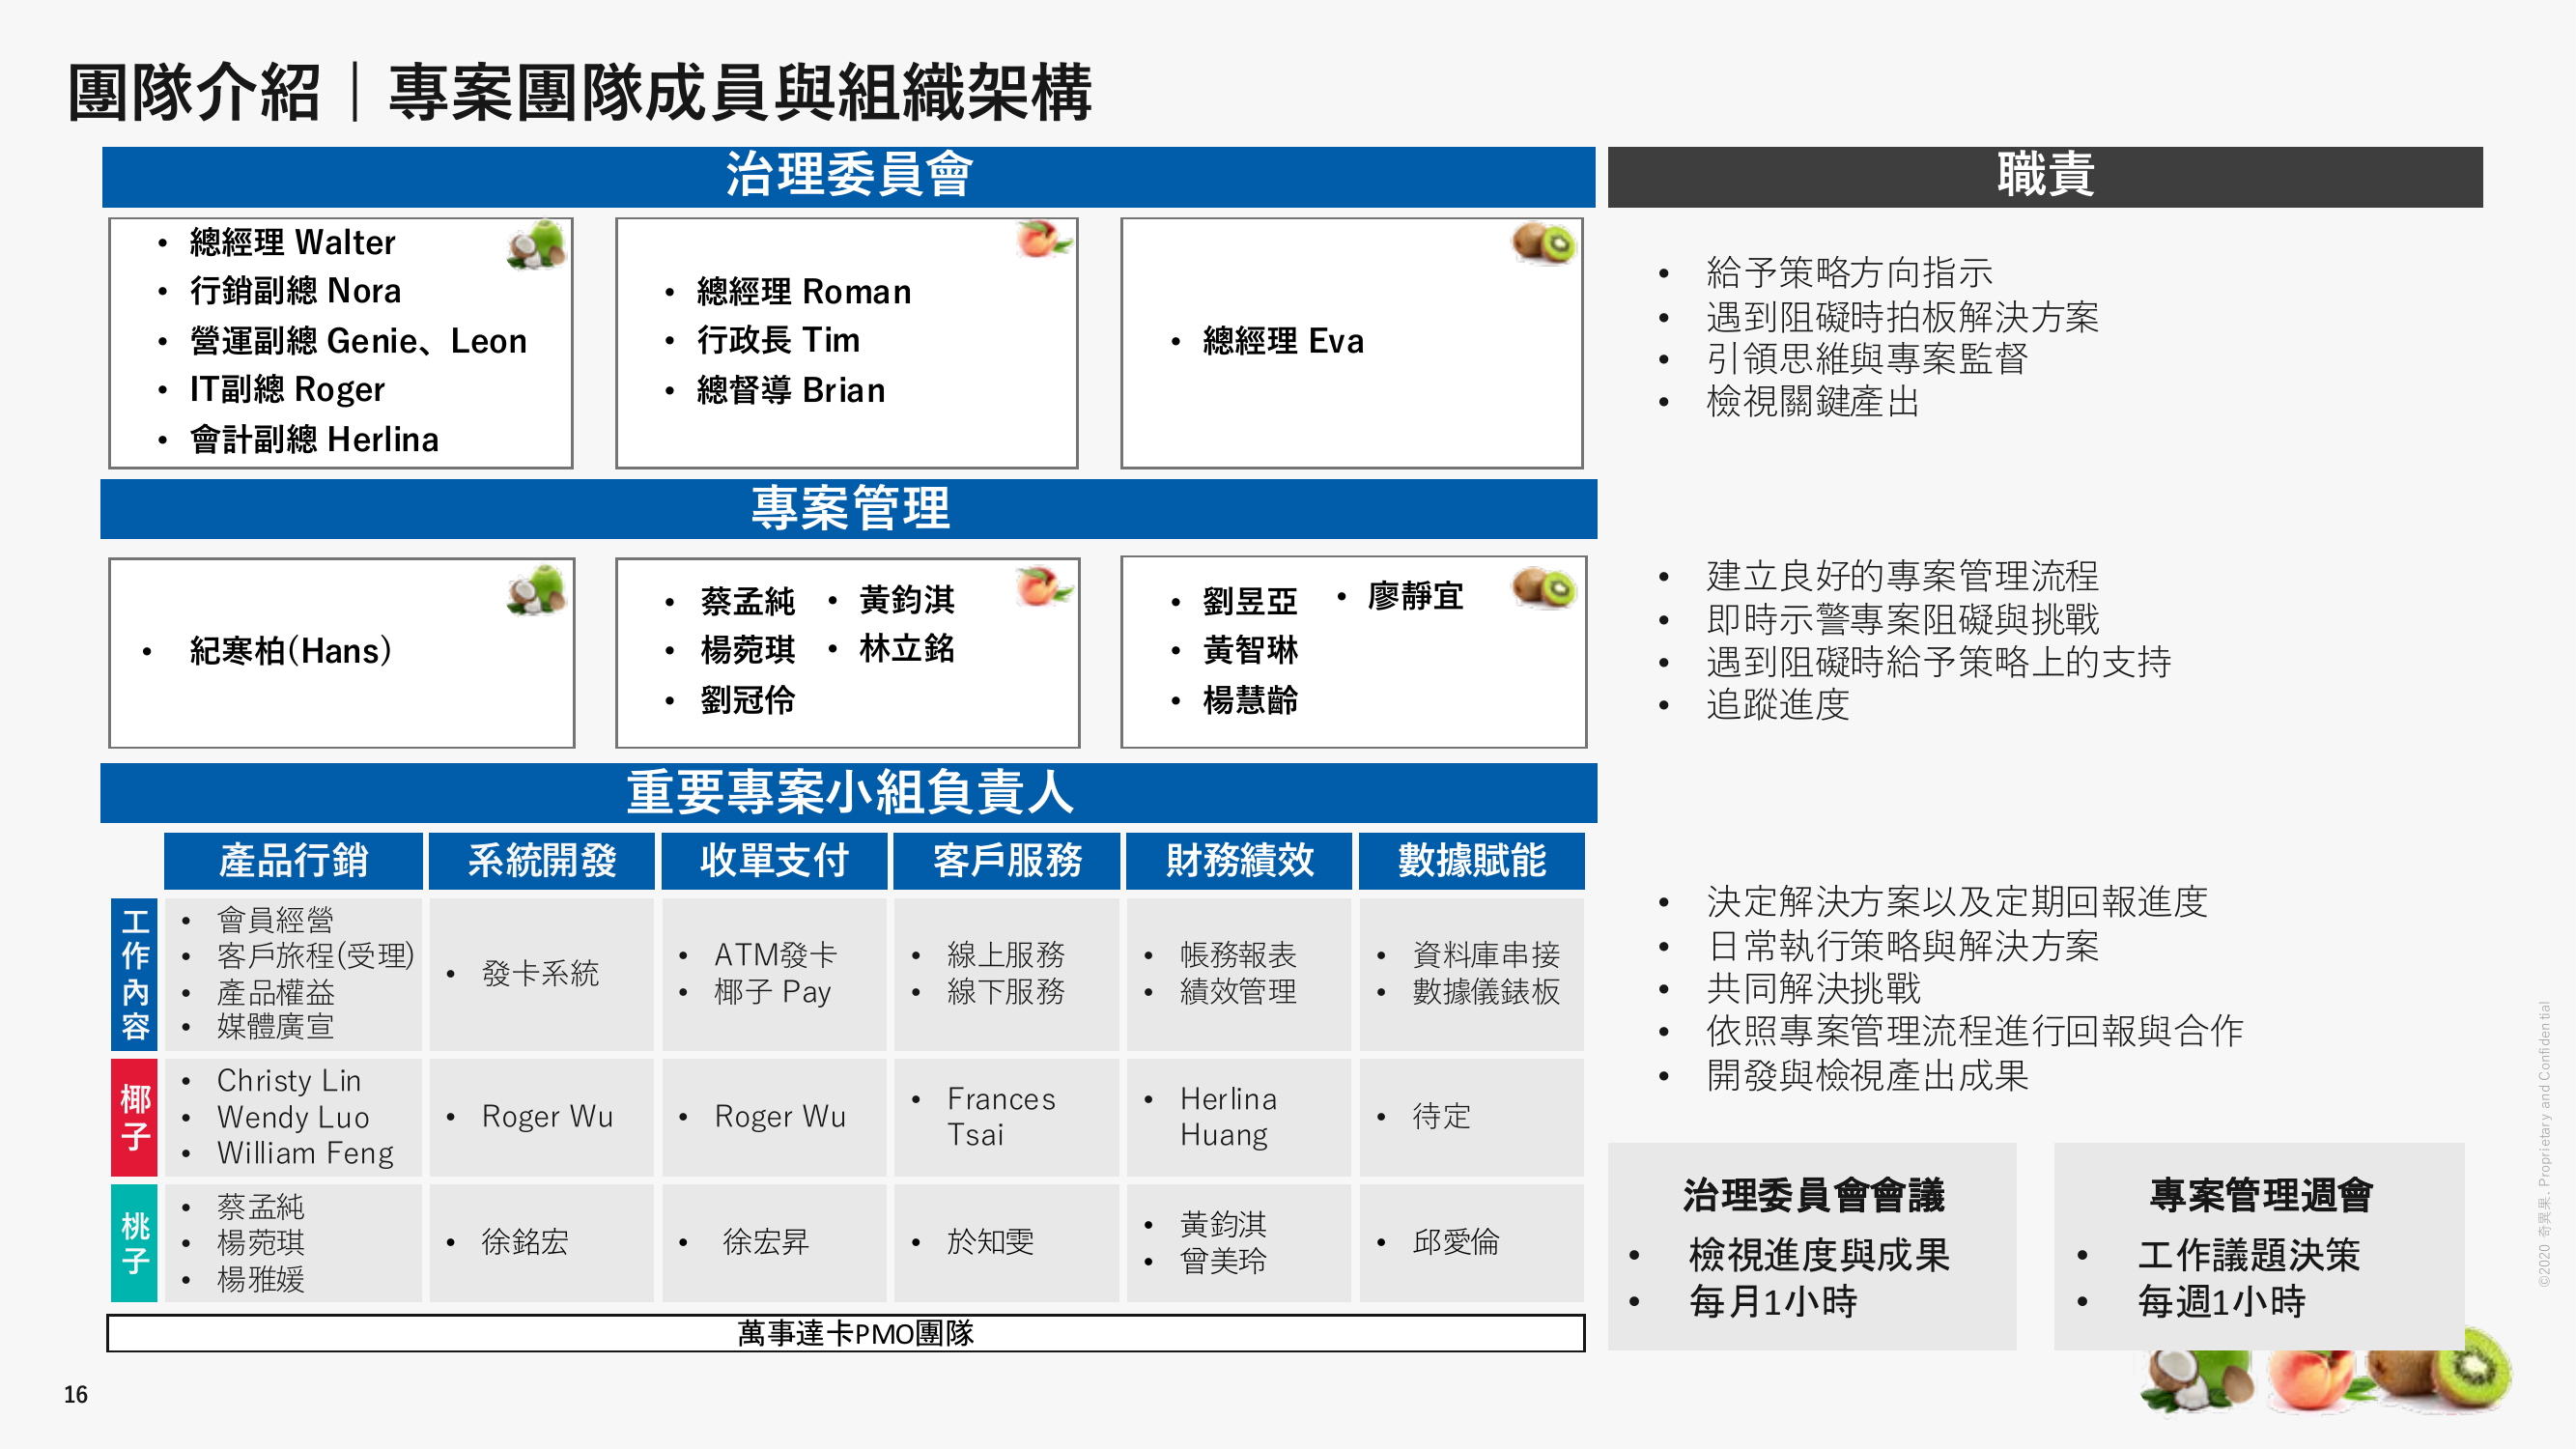 團隊介紹｜專案團隊成員與組織架構
治理委員會
• 總經理 Walter
• 行銷副總 Nora
• 營運副總 Genie、Leon
• IT副總 Roger
• 會計副總 Herlina
• 總經理 Roman
• 行政長 Tim
• 總督導 Brian
• 總經理 Eva
職責
• 給予策略方向指示
• 遇到阻礙時拍板解決方案
• 引領思維與專案監督
• 檢視關鍵產出
專案管理
• 紀寒柏(Hans)
• 蔡孟純
• 楊菀琪
• 劉冠伶
• 黃鈞淇
• 林立銘
• 劉昱亞
• 黃智琳
• 楊慧齡
• 廖靜宜
• 建立良好的專案管理流程
• 即時示警專案阻礙與挑戰
• 遇到阻礙時給予策略上的支持
• 追蹤進度
重要專案小組負責人
產品行銷
系統開發
收單支付
客戶服務
財務績效
數據賦能
工作內容
• 會員經營
• 客戶旅程(受理)
• 產品權益
• 媒體廣宣
• 發卡系統
• ATM發卡
• 椰子 Pay
• 線上服務
• 線下服務
• 帳務報表
• 績效管理
• 資料庫串接
• 數據儀錶板
椰子
• Christy Lin
• Wendy Luo
• William Feng
• Roger Wu
• Roger Wu
• Frances
Tsai
• Herlina
Huang
• 待定
桃子
• 蔡孟純
• 楊菀琪
• 楊雅媛
• 徐銘宏
• 徐宏昇
• 於知雯
• 黃鈞淇
• 曾美玲
• 邱愛倫
萬事達卡PMO團隊
• 決定解決方案以及定期回報進度
• 日常執行策略與解決方案
• 共同解決挑戰
• 依照專案管理流程進行回報與合作
• 開發與檢視產出成果
治理委員會會議
• 檢視進度與成果
• 每月1小時
專案管理週會
• 工作議題決策
• 每週1小時
©2020 奇異果. Proprietary and Confidential
16